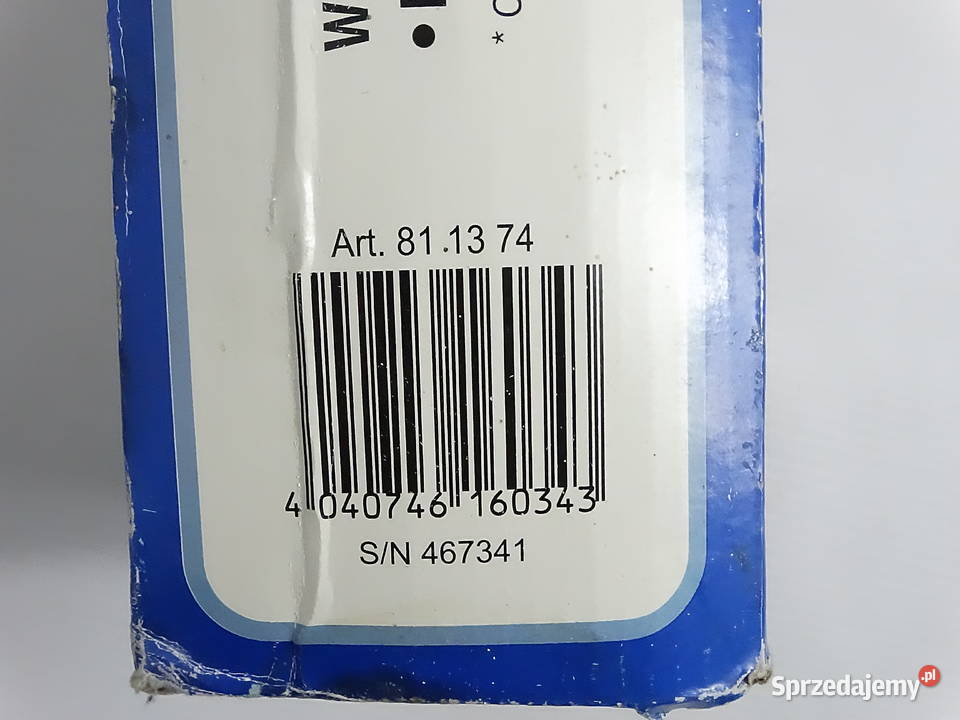 Art. 81.13 74
4 040746 160343
S/N 467341
Sprzedajemy.pl